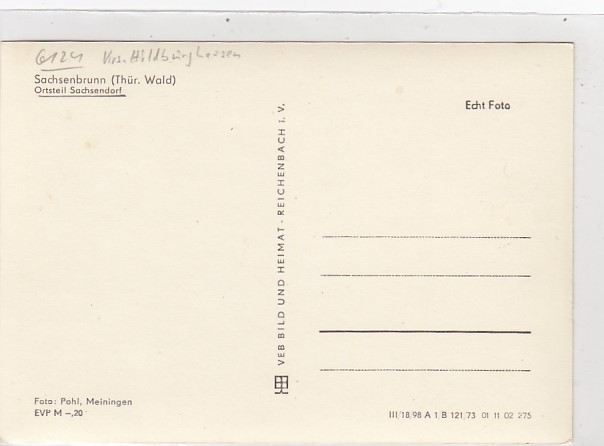 6124 Krs. Hildburghausen
Sachsenbrunn (Thür. Wald)
Ortsteil Sachsendorf
Echt Foto
VEB BILD UND HEIMAT - REICHENBACH i. V.
Foto: Pohl, Meiningen
EVP M –,20
III/18/98 A 1 B 121/73 01 11 02 275